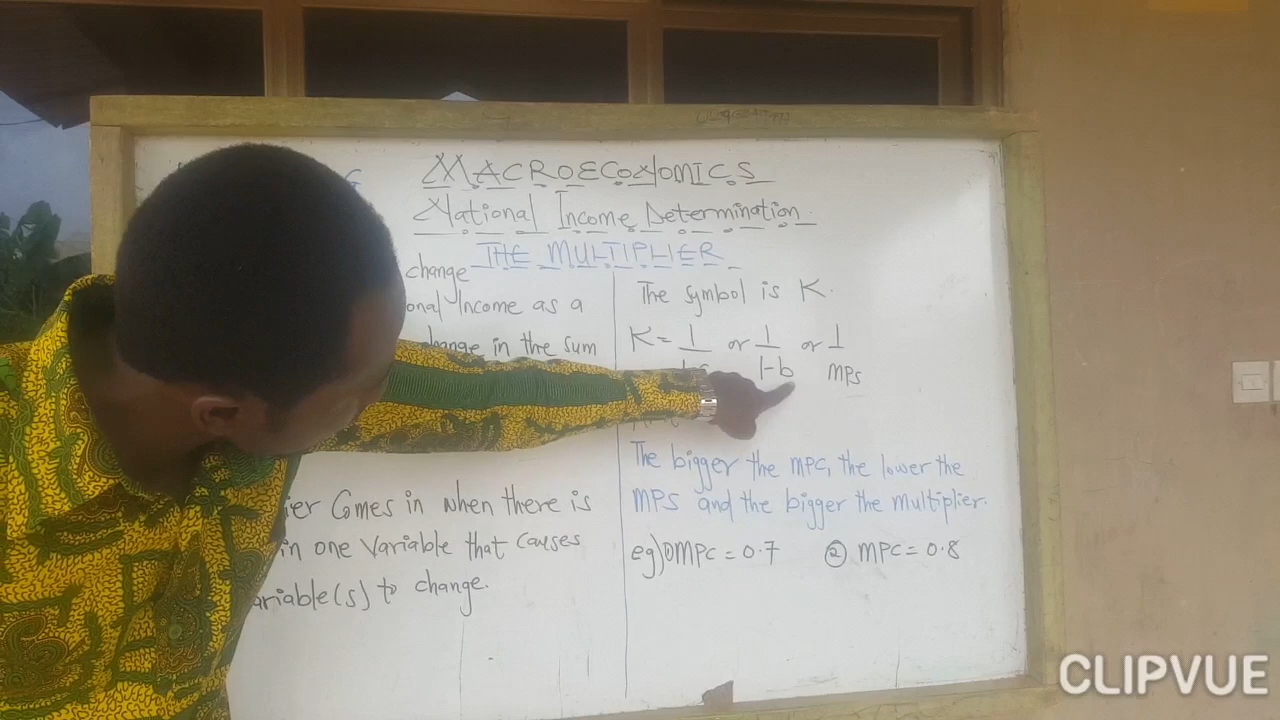 MACROECONOMICS
National Income Determination.
THE MULTIPLIER
change
onal Income as a
change in the sum
ier Comes in when there is
in one Variable that causes
ariable(s) to change.
The symbol is K.
K = 1 or 1 or 1
1-b MPS
The bigger the MPC, the lower the
MPS and the bigger the multiplier.
eg) ① MPC = 0.7 ② MPC = 0.8
CLIPVUE